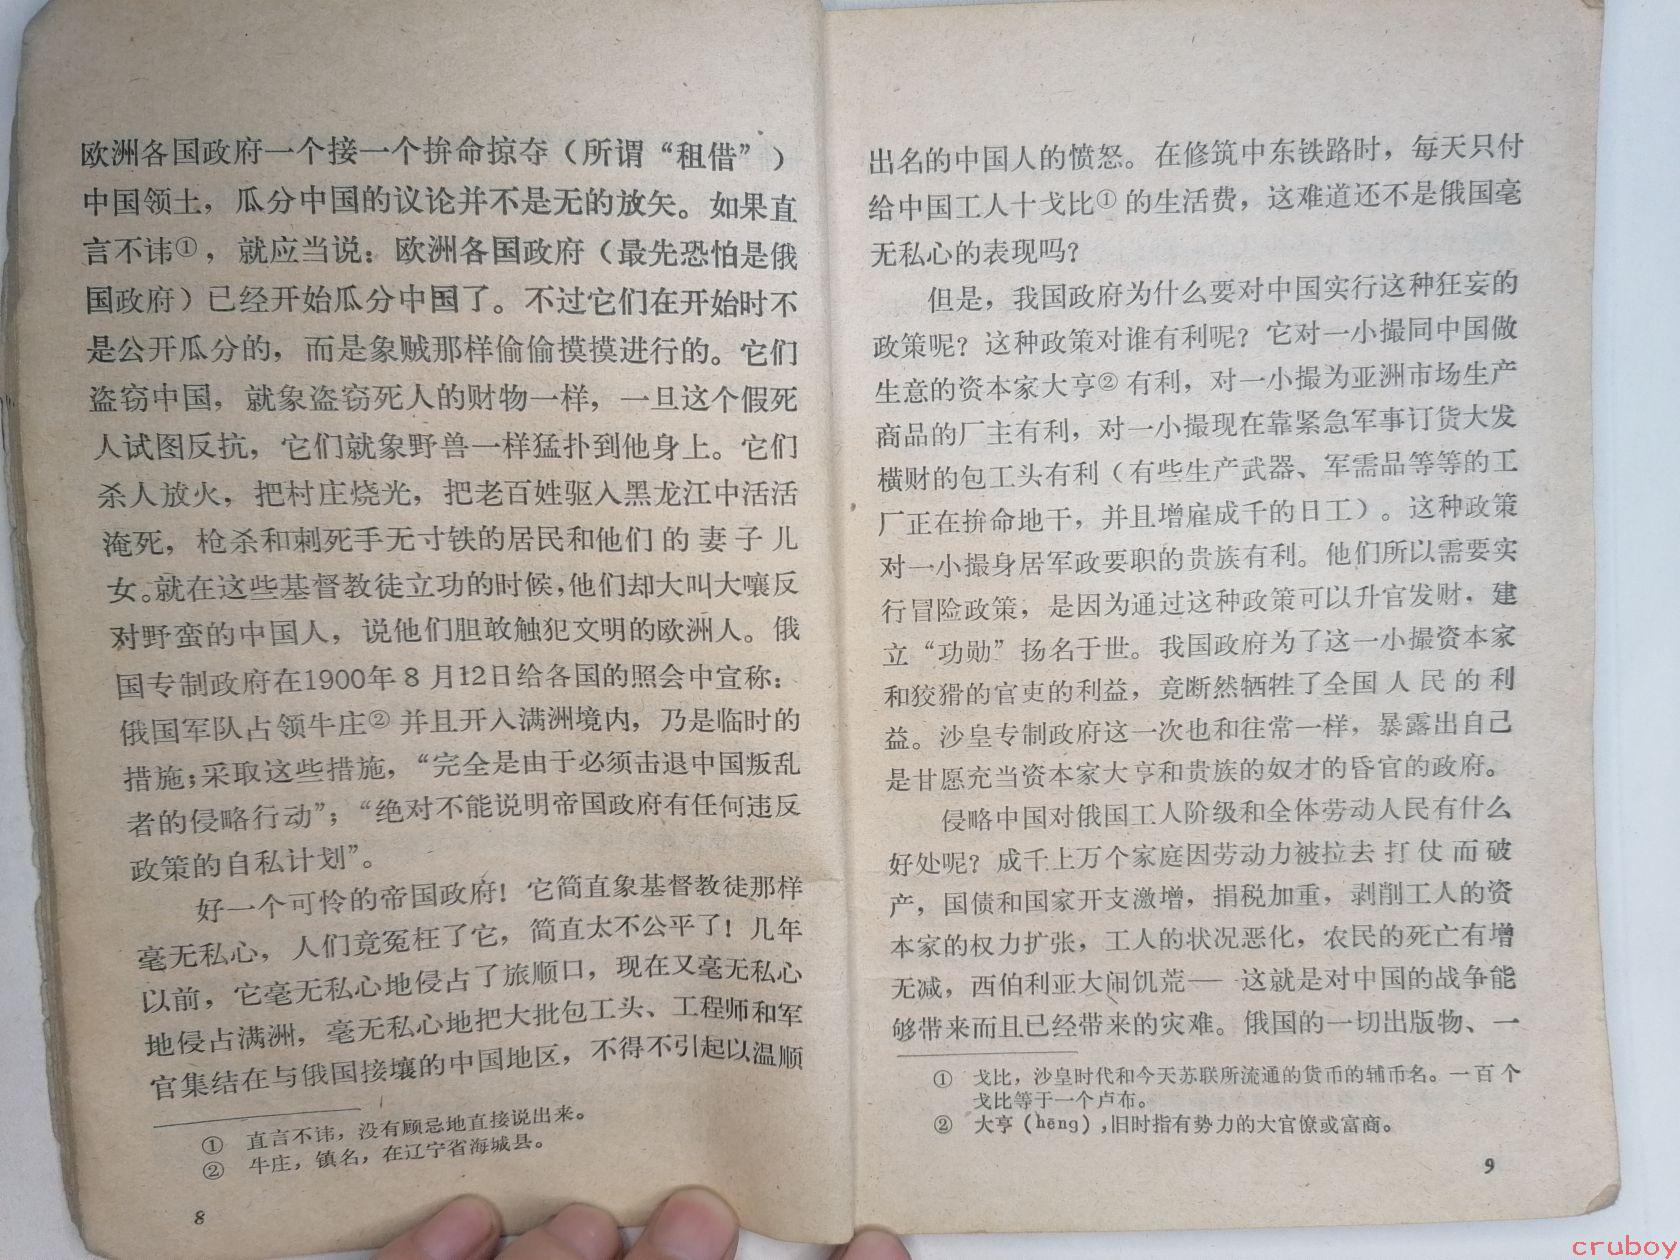 欧洲各国政府一个接一个拚命掠夺（所谓“租借”）
中国领土，瓜分中国的议论并不是无的放矢。如果直
言不讳①，就应当说：欧洲各国政府（最先恐怕是俄
国政府）已经开始瓜分中国了。不过它们在开始时不
是公开瓜分的，而是象贼那样偷偷摸摸进行的。它们
盗窃中国，就象盗窃死人的财物一样，一旦这个假死
人试图反抗，它们就象野兽一样猛扑到他身上。它们
杀人放火，把村庄烧光，把老百姓驱入黑龙江中活活
淹死，枪杀和刺死手无寸铁的居民和他们的妻子儿
女。就在这些基督教徒立功的时候，他们却大叫大嚷反
对野蛮的中国人，说他们胆敢触犯文明的欧洲人。俄
国专制政府在1900年8月12日给各国的照会中宣称：
俄国军队占领牛庄②并且开入满洲境内，乃是临时的
措施；采取这些措施，“完全是由于必须击退中国叛乱
者的侵略行动”；“绝对不能说明帝国政府有任何违反
政策的自私计划”。
好一个可怜的帝国政府！它简直象基督教徒那样
毫无私心，人们竟冤枉了它，简直太不公平了！几年
以前，它毫无私心地侵占了旅顺口，现在又毫无私心
地侵占满洲，毫无私心地把大批包工头、工程师和军
官集结在与俄国接壤的中国地区，不得不引起以温顺
① 直言不讳，没有顾忌地直接说出来。
② 牛庄，镇名，在辽宁省海城县。
8
出名的中国人的愤怒。在修筑中东铁路时，每天只付
给中国工人十戈比①的生活费，这难道还不是俄国毫
无私心的表现吗？
但是，我国政府为什么要对中国实行这种狂妄的
政策呢？这种政策对谁有利呢？它对一小撮同中国做
生意的资本家大亨②有利，对一小撮为亚洲市场生产
商品的厂主有利，对一小撮现在靠紧急军事订货大发
横财的包工头有利（有些生产武器、军需品等等的工
厂正在拚命地干，并且增雇成千的日工）。这种政策
对一小撮身居军政要职的贵族有利。他们所以需要实
行冒险政策，是因为通过这种政策可以升官发财，建
立“功勋”扬名于世。我国政府为了这一小撮资本家
和狡猾的官吏的利益，竟断然牺牲了全国人民的利
益。沙皇专制政府这一次也和往常一样，暴露出自己
是甘愿充当资本家大亨和贵族的奴才的昏官的政府。
侵略中国对俄国工人阶级和全体劳动人民有什么
好处呢？成千上万个家庭因劳动力被拉去打仗而破
产，国债和国家开支激增，捐税加重，剥削工人的资
本家的权力扩张，工人的状况恶化，农民的死亡有增
无减，西伯利亚大闹饥荒——这就是对中国的战争能
够带来而且已经带来的灾难。俄国的一切出版物、一
① 戈比，沙皇时代和今天苏联所流通的货币的辅币名。一百个
戈比等于一个卢布。
② 大亨（hēng），旧时指有势力的大官僚或富商。
9
cruboy